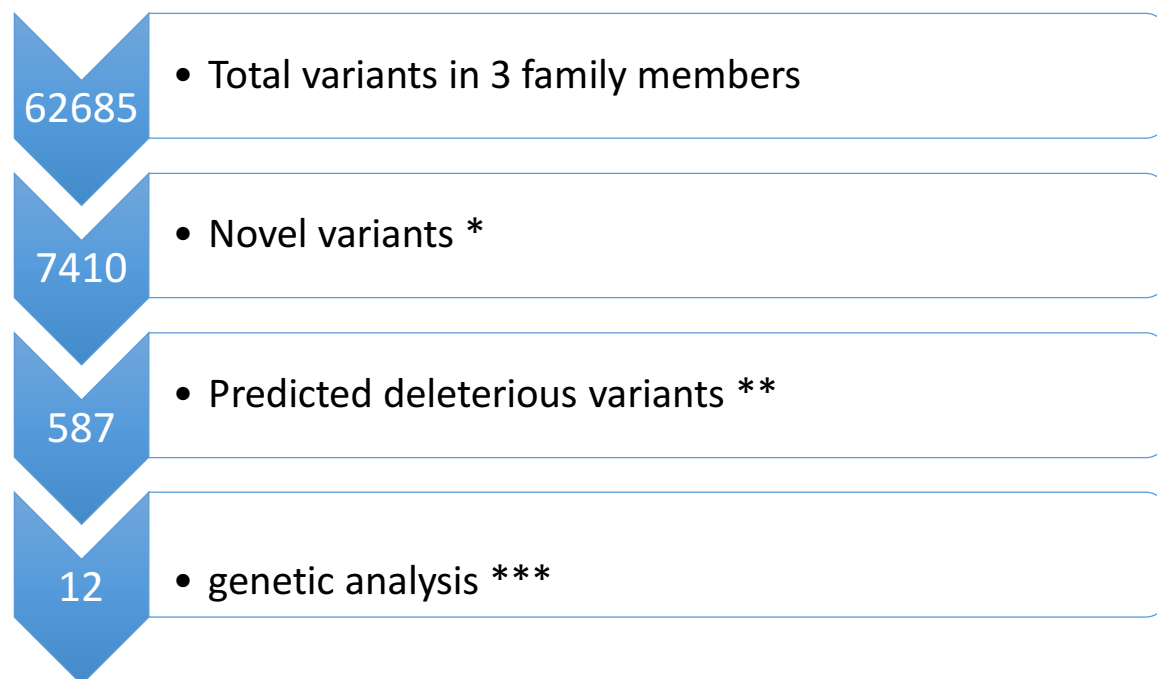 62685
• Total variants in 3 family members
7410
• Novel variants *
587
• Predicted deleterious variants **
12
• genetic analysis ***